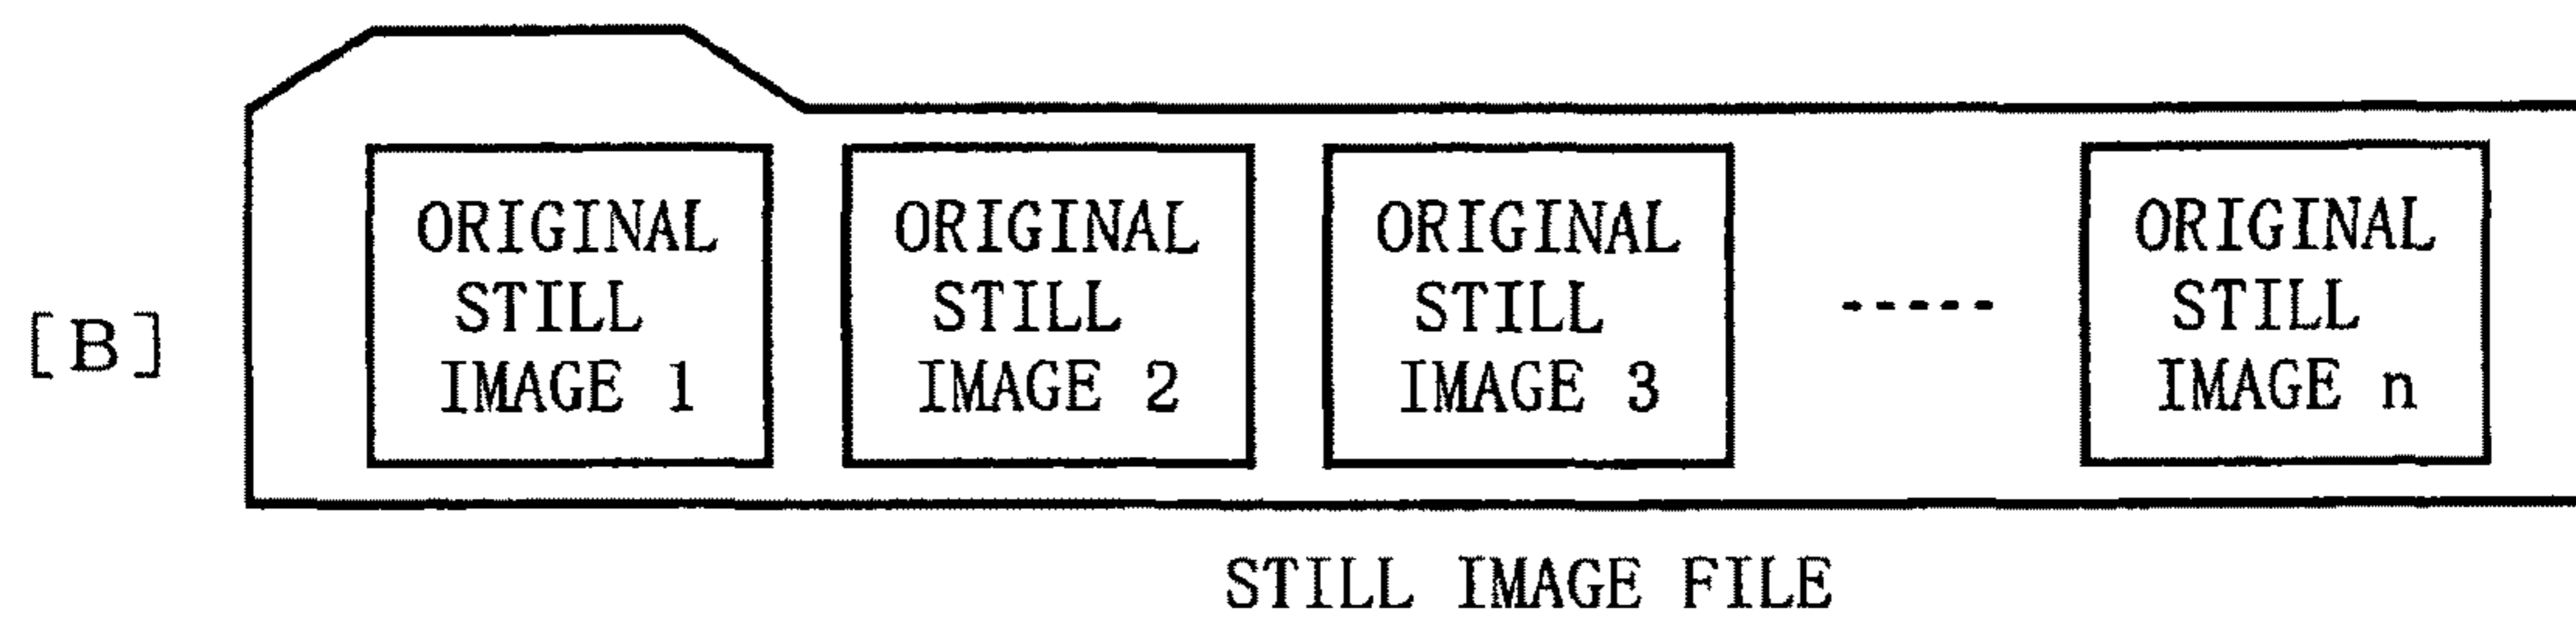 [B]
ORIGINAL
STILL
IMAGE 1
ORIGINAL
STILL
IMAGE 2
ORIGINAL
STILL
IMAGE 3
-----
ORIGINAL
STILL
IMAGE n
STILL IMAGE FILE